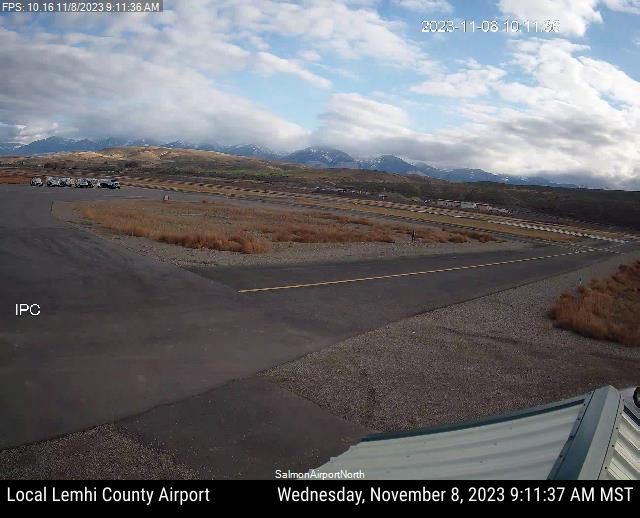 FPS: 10.16 11/8/2023 9:11:36 AM
2023-11-08 10:11:36
IPC
SalmonAirportNorth
Local Lemhi County Airport Wednesday, November 8, 2023 9:11:37 AM MST